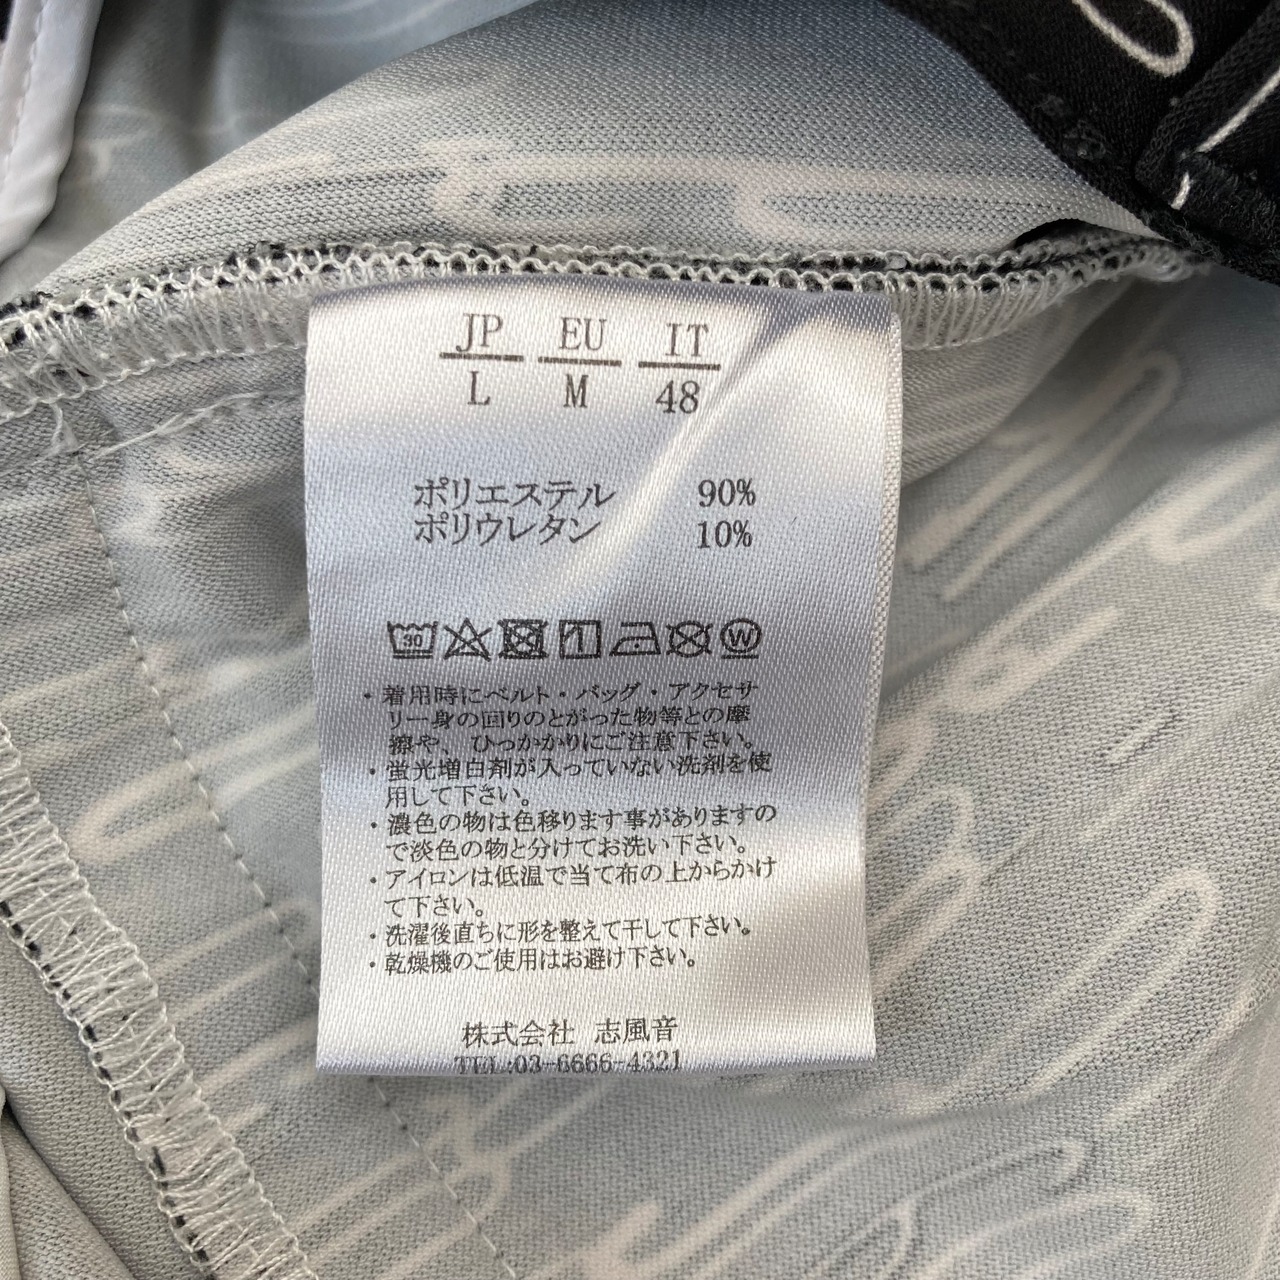 JP EU IT
L M 48
ポリエステル 90%
ポリウレタン 10%
30 W
・着用時にベルト・バッグ・アクセサ
リー身の回りのとがった物等との摩
擦や、ひっかかりにご注意下さい。
・蛍光増白剤が入っていない洗剤を使
用して下さい。
・濃色の物は色移ります事がありますの
で淡色の物と分けてお洗い下さい。
・アイロンは低温で当て布の上からかけ
て下さい。
・洗濯後直ちに形を整えて干して下さい。
・乾燥機のご使用はお避け下さい。
株式会社 志風音
TEL:03-6666-4321